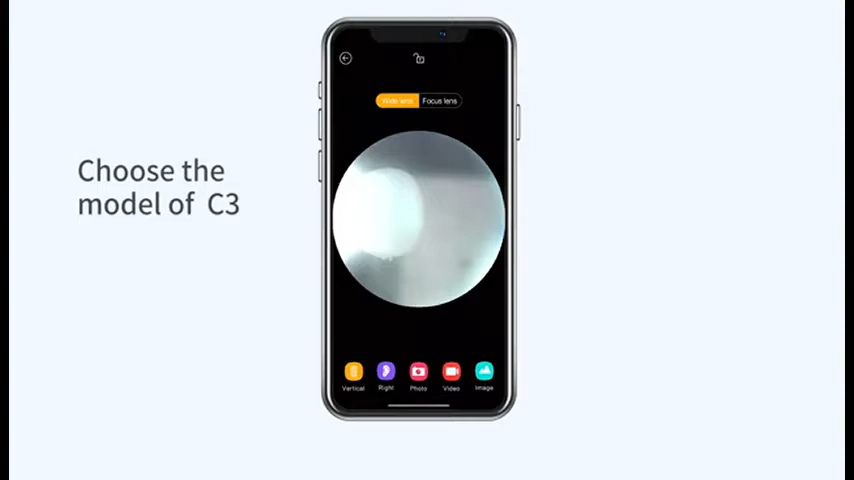 Choose the
model of C3
Wide lens
Focus lens
Vertical
Right
Photo
Video
Image